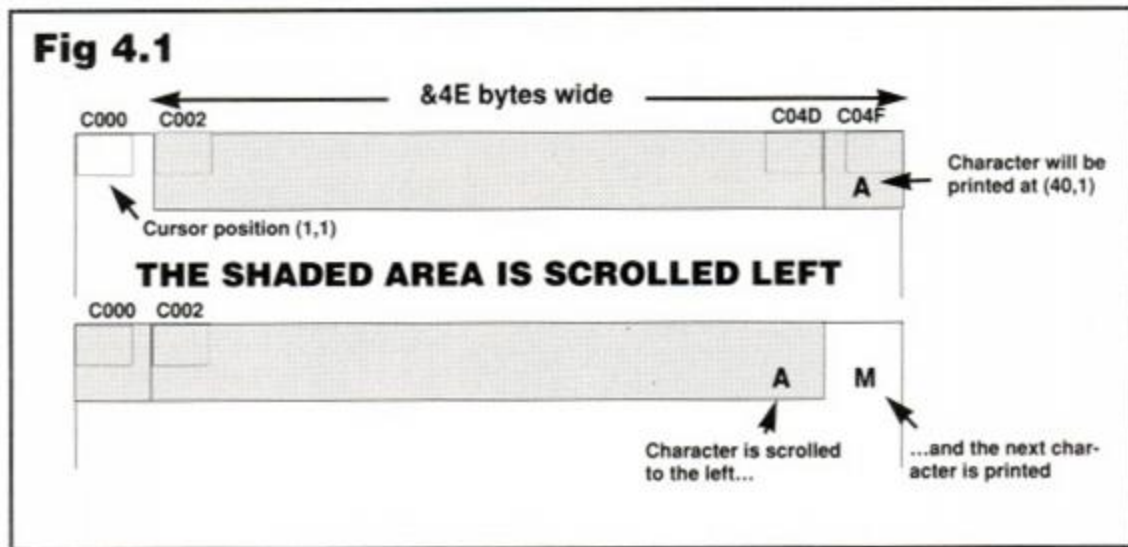 Fig 4.1
&4E bytes wide
C000 C002 C04D C04F
A
Character will be
printed at (40,1)
Cursor position (1,1)
THE SHADED AREA IS SCROLLED LEFT
C000 C002
A M
Character is scrolled
to the left...
...and the next char-
acter is printed